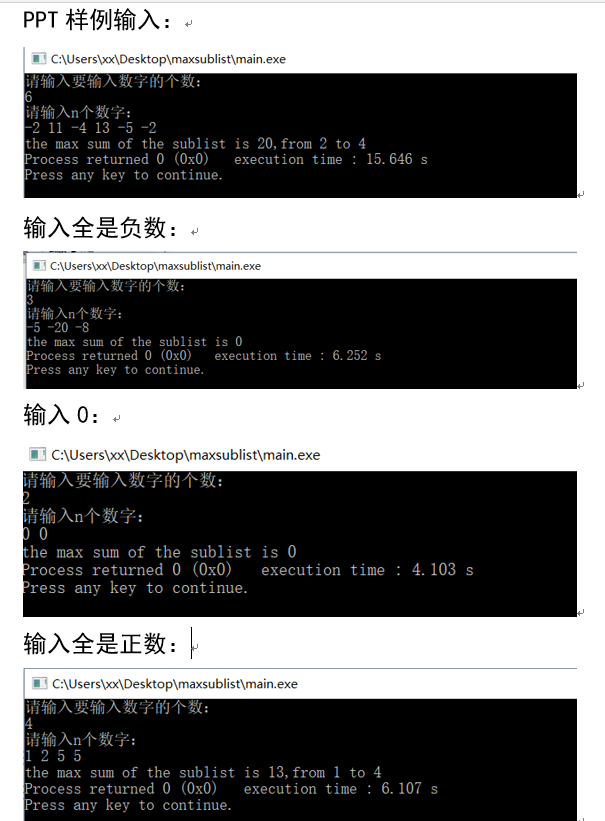 PPT 样例输入：
C:\Users\xx\Desktop\maxsublist\main.exe
请输入要输入数字的个数：
6
请输入n个数字：
-2 11 -4 13 -5 -2
the max sum of the sublist is 20,from 2 to 4
Process returned 0 (0x0)   execution time : 15.646 s
Press any key to continue.
输入全是负数：
C:\Users\xx\Desktop\maxsublist\main.exe
请输入要输入数字的个数：
3
请输入n个数字：
-5 -20 -8
the max sum of the sublist is 0
Process returned 0 (0x0)   execution time : 6.252 s
Press any key to continue.
输入 0：
C:\Users\xx\Desktop\maxsublist\main.exe
请输入要输入数字的个数：
2
请输入n个数字：
0 0
the max sum of the sublist is 0
Process returned 0 (0x0)   execution time : 4.103 s
Press any key to continue.
输入全是正数：
C:\Users\xx\Desktop\maxsublist\main.exe
请输入要输入数字的个数：
4
请输入n个数字：
1 2 5 5
the max sum of the sublist is 13,from 1 to 4
Process returned 0 (0x0)   execution time : 6.107 s
Press any key to continue.